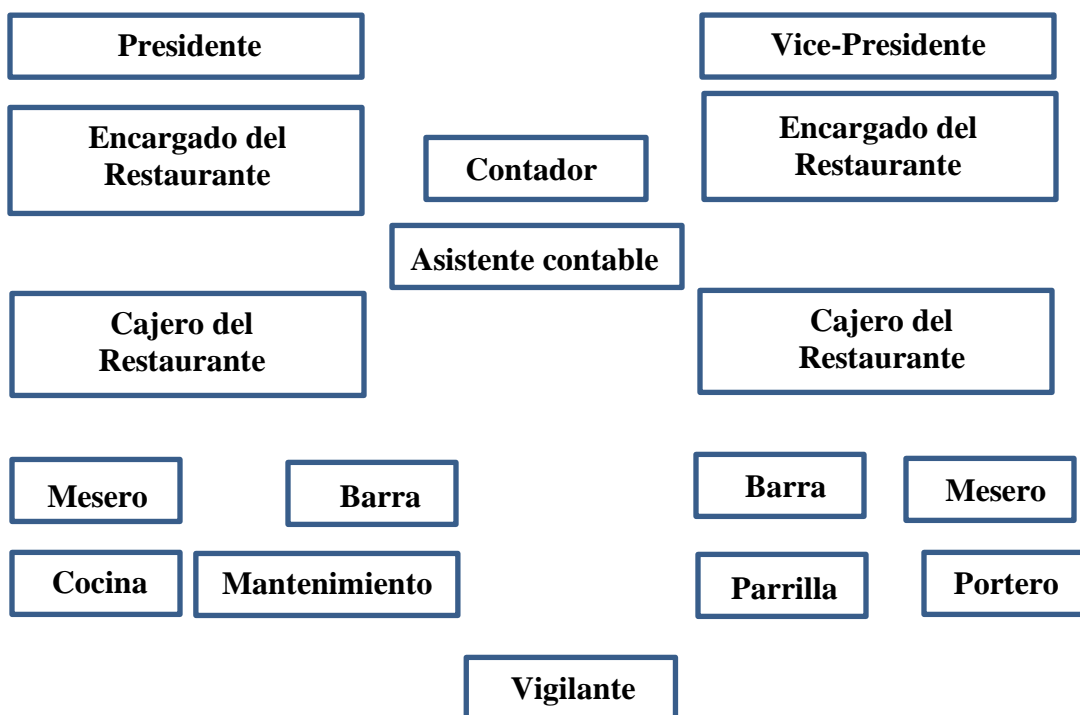 Presidente
Vice-Presidente
Encargado del
Restaurante
Contador
Encargado del
Restaurante
Asistente contable
Cajero del
Restaurante
Cajero del
Restaurante
Mesero
Barra
Barra
Mesero
Cocina
Mantenimiento
Parrilla
Portero
Vigilante